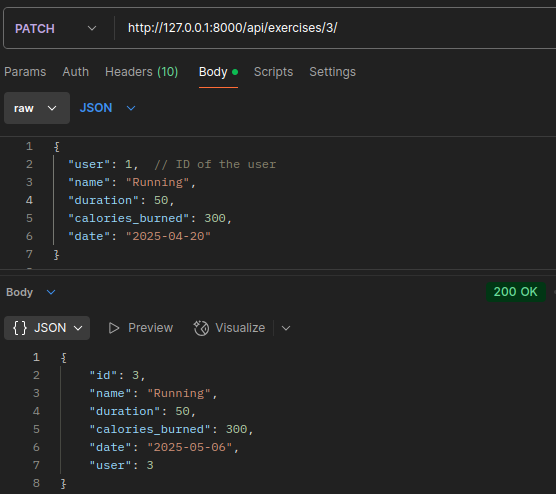 PATCH http://127.0.0.1:8000/api/exercises/3/
Params Auth Headers (10) Body Scripts Settings
raw JSON
1 {
2 "user": 1, // ID of the user
3 "name": "Running",
4 "duration": 50,
5 "calories_burned": 300,
6 "date": "2025-04-20"
7 }
Body 200 OK
{} JSON Preview Visualize
1 {
2 "id": 3,
3 "name": "Running",
4 "duration": 50,
5 "calories_burned": 300,
6 "date": "2025-05-06",
7 "user": 3
8 }